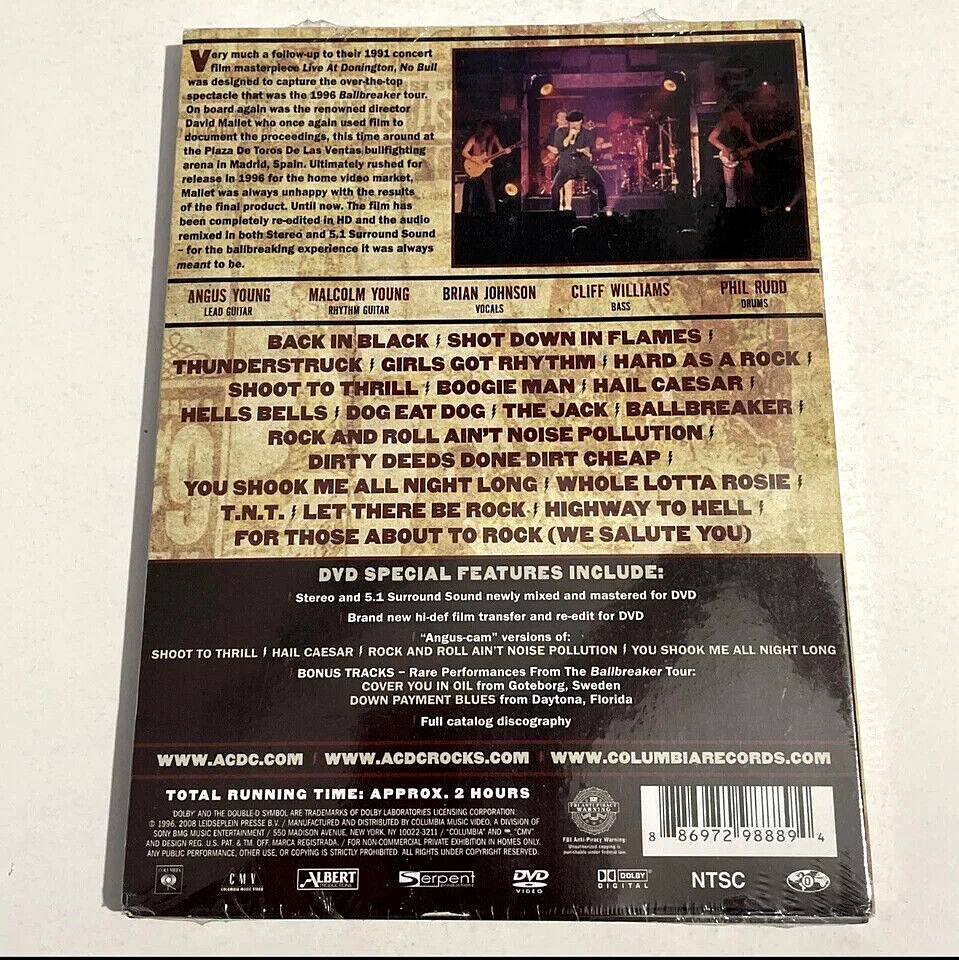 Very much a follow-up to their 1991 concert
film masterpiece Live At Donington, No Bull
was designed to capture the over-the-top
spectacle that was the 1996 Ballbreaker tour.
On board again was the renowned director
David Mallet who once again used film to
document the proceedings, this time around at
the Plaza De Toros De Las Ventas bullfighting
arena in Madrid, Spain. Ultimately rushed for
release in 1996 for the home video market,
Mallet was always unhappy with the results
of the final product. Until now. The film has
been completely re-edited in HD and the audio
remixed in both Stereo and 5.1 Surround Sound
– for the ballbreaking experience it was always
meant to be.
ANGUS YOUNG MALCOLM YOUNG BRIAN JOHNSON CLIFF WILLIAMS PHIL RUDD
LEAD GUITAR RHYTHM GUITAR VOCALS BASS DRUMS
BACK IN BLACK SHOT DOWN IN FLAMES
THUNDERSTRUCK GIRLS GOT RHYTHM HARD AS A ROCK
SHOOT TO THRILL BOOGIE MAN HAIL CAESAR
HELLS BELLS DOG EAT DOG THE JACK BALLBREAKER
ROCK AND ROLL AIN'T NOISE POLLUTION
DIRTY DEEDS DONE DIRT CHEAP
YOU SHOOK ME ALL NIGHT LONG WHOLE LOTTA ROSIE
T.N.T. LET THERE BE ROCK HIGHWAY TO HELL
FOR THOSE ABOUT TO ROCK (WE SALUTE YOU)
DVD SPECIAL FEATURES INCLUDE:
Stereo and 5.1 Surround Sound newly mixed and mastered for DVD
Brand new hi-def film transfer and re-edit for DVD
"Angus-cam" versions of:
SHOOT TO THRILL HAIL CAESAR ROCK AND ROLL AIN'T NOISE POLLUTION YOU SHOOK ME ALL NIGHT LONG
BONUS TRACKS – Rare Performances From The Ballbreaker Tour:
COVER YOU IN OIL from Goteborg, Sweden
DOWN PAYMENT BLUES from Daytona, Florida
Full catalog discography
WWW.ACDC.COM WWW.ACDCROCKS.COM WWW.COLUMBIARECORDS.COM
TOTAL RUNNING TIME: APPROX. 2 HOURS
DOLBY AND THE DOUBLE-D SYMBOL ARE TRADEMARKS OF DOLBY LABORATORIES LICENSING CORPORATION
© 1996, 2008 LEIDSEPLEIN PRESSE B.V. / MANUFACTURED AND DISTRIBUTED BY COLUMBIA MUSIC VIDEO, A DIVISION OF
SONY BMG MUSIC ENTERTAINMENT / 550 MADISON AVENUE, NEW YORK, NY 10022-3211 / "COLUMBIA" AND , "CMV"
AND DESIGN REG. U.S. PAT. & TM. OFF. MARCA REGISTRADA. / FOR NON-COMMERCIAL PRIVATE EXHIBITION IN HOMES ONLY.
ANY PUBLIC PERFORMANCE, OTHER USE, OR COPYING IS STRICTLY PROHIBITED. ALL RIGHTS UNDER COPYRIGHT RESERVED.
FBI ANTI-PIRACY
WARNING
FBI Anti-Piracy Warning:
Unauthorized copying is
punishable under federal law.
8 86972 98889 4
COLUMBIA
CMV
COLUMBIA MUSIC VIDEO
ALBERT
PRODUCTIONS
Serpent
DVD
VIDEO
DOLBY
DIGITAL
NTSC
0